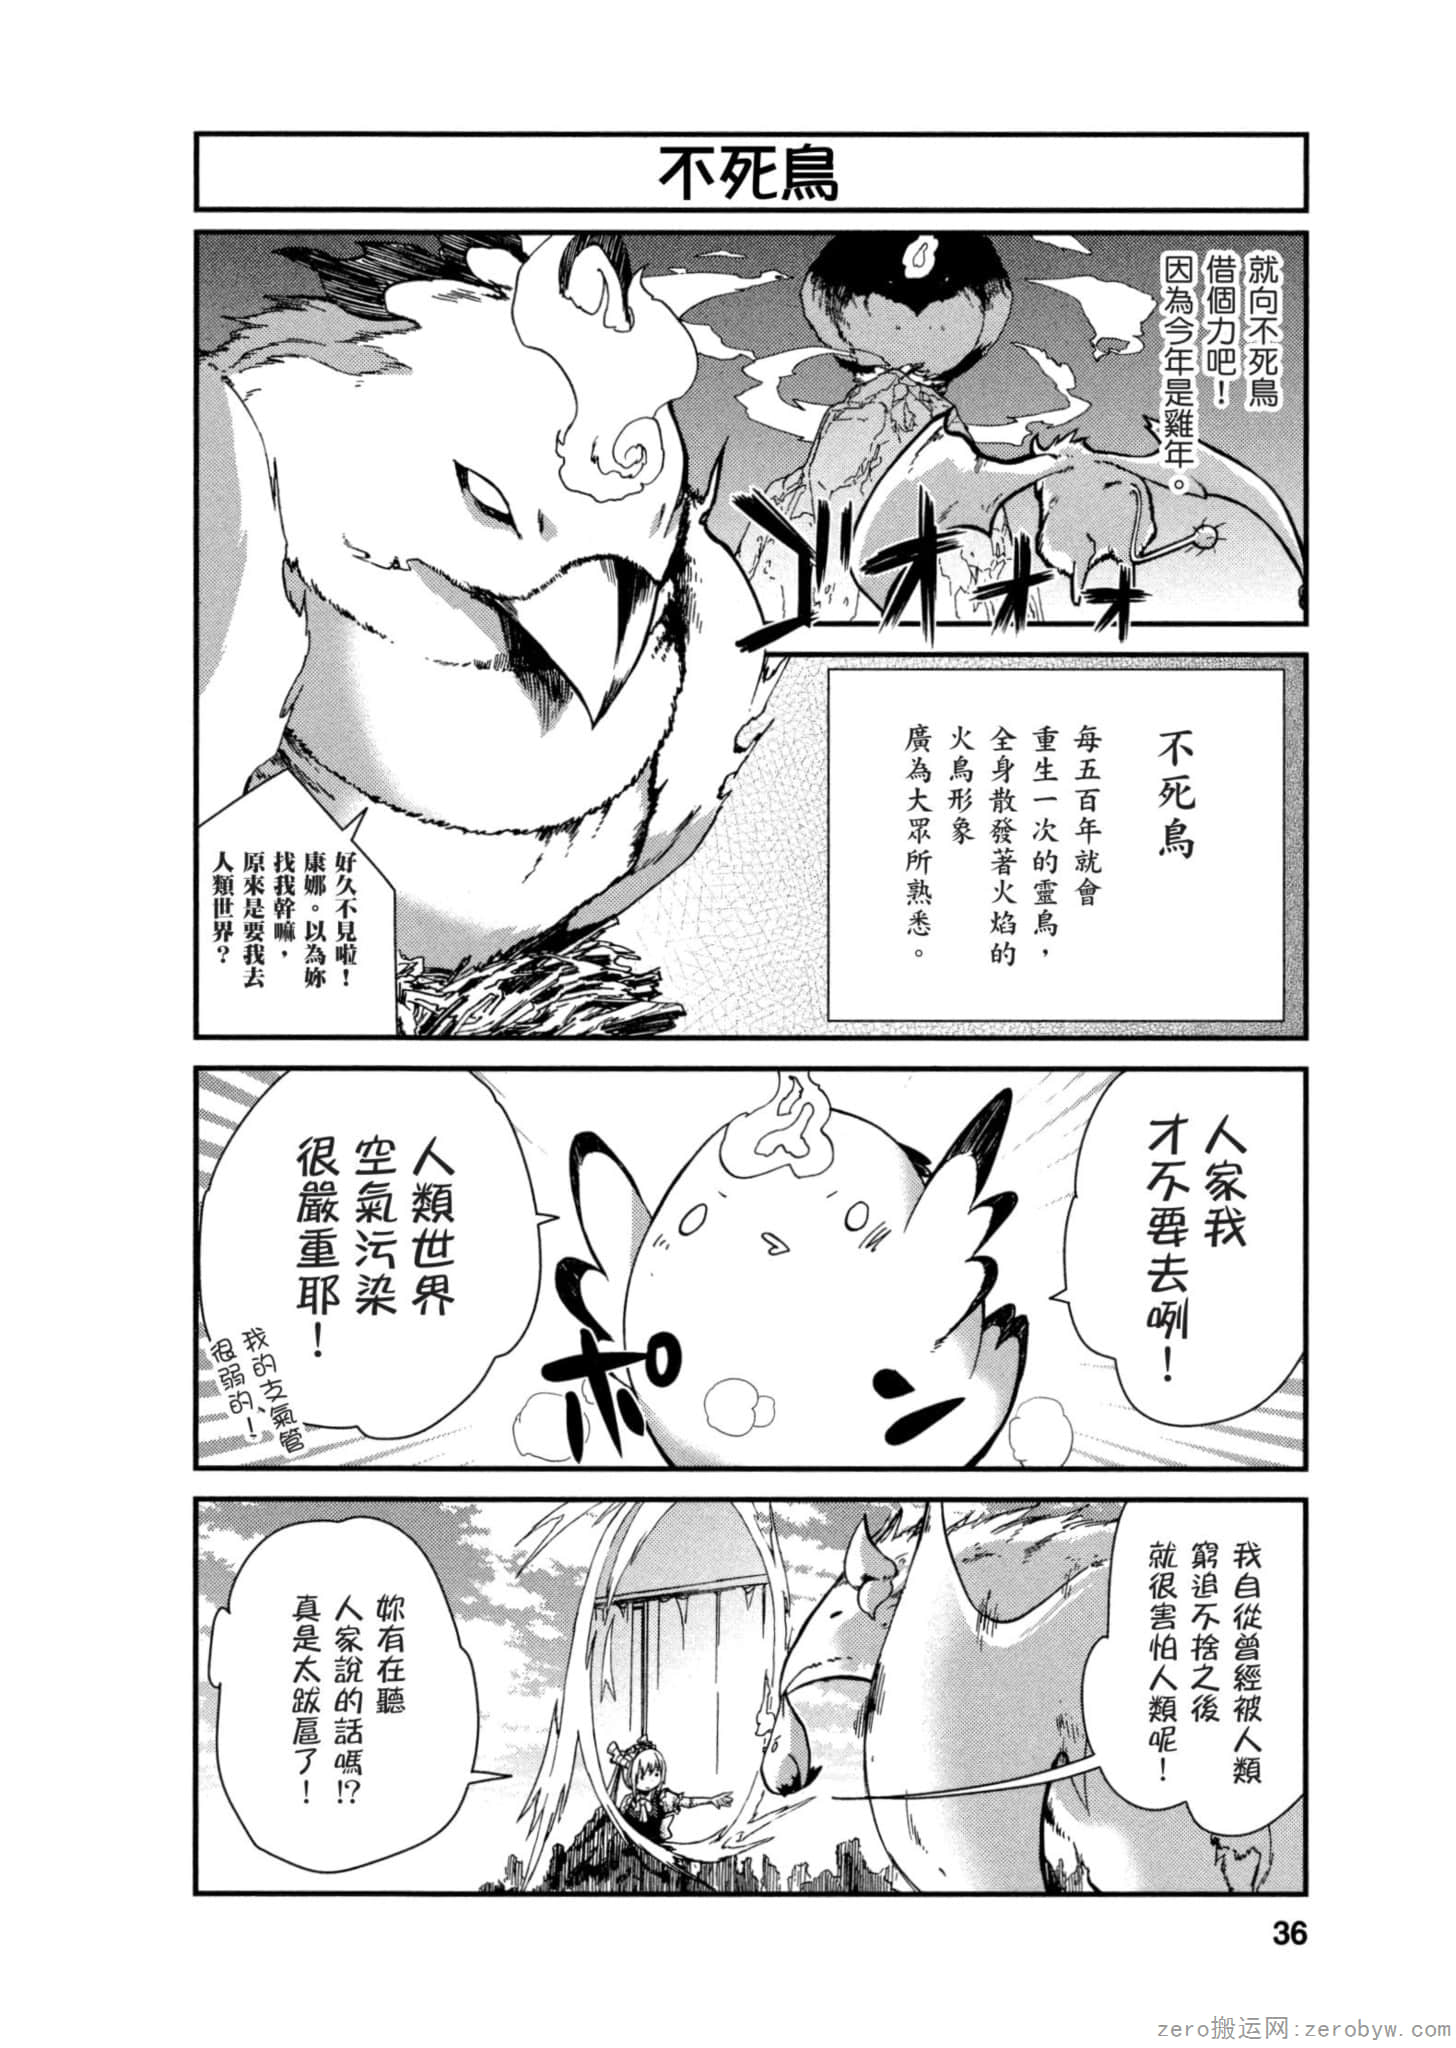 不死鳥
就向不死鳥
借個力吧！
因為今年是雞年。
ゴオオォォ
不死鳥
每五百年就會
重生一次的靈鳥，
全身散發著火焰的
火鳥形象
廣為大眾所熟悉。
好久不見啦！
康娜。以為妳
找我幹嘛，
原來是要我去
人類世界？
人家我
才不要去咧！
ポン
人類世界
空氣污染
很嚴重耶！
我的支氣管
很弱的！
我自從曾經被人類
窮追不捨之後
就很害怕人類呢！
妳有在聽
人家說的話嗎!?
真是太跋扈了！
36
zero搬运网:zerobyw.com